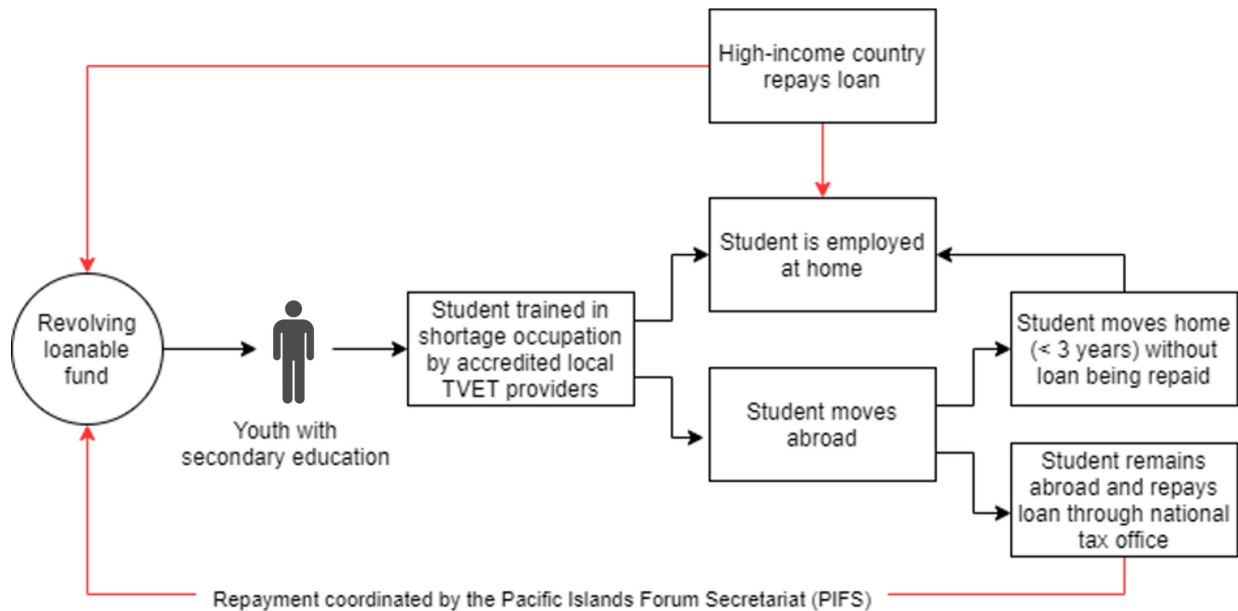 High-income country
repays loan
Student is employed
at home
Revolving
loanable
fund
Youth with
secondary education
Student trained in
shortage occupation
by accredited local
TVET providers
Student moves
abroad
Student moves home
(< 3 years) without
loan being repaid
Student remains
abroad and repays
loan through national
tax office
Repayment coordinated by the Pacific Islands Forum Secretariat (PIFS)